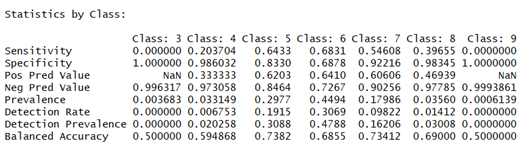 Statistics by Class:
Class: 3 Class: 4 Class: 5 Class: 6 Class: 7 Class: 8 Class: 9
Sensitivity 0.000000 0.203704 0.6433 0.6831 0.54608 0.39655 0.0000000
Specificity 1.000000 0.986032 0.8330 0.6878 0.92216 0.98345 1.0000000
Pos Pred Value NaN 0.333333 0.6203 0.6410 0.60606 0.46939 NaN
Neg Pred Value 0.996317 0.973058 0.8464 0.7267 0.90256 0.97785 0.9993861
Prevalence 0.003683 0.033149 0.2977 0.4494 0.17986 0.03560 0.0006139
Detection Rate 0.000000 0.006753 0.1915 0.3069 0.09822 0.01412 0.0000000
Detection Prevalence 0.000000 0.020258 0.3088 0.4788 0.16206 0.03008 0.0000000
Balanced Accuracy 0.500000 0.594868 0.7382 0.6855 0.73412 0.69000 0.5000000